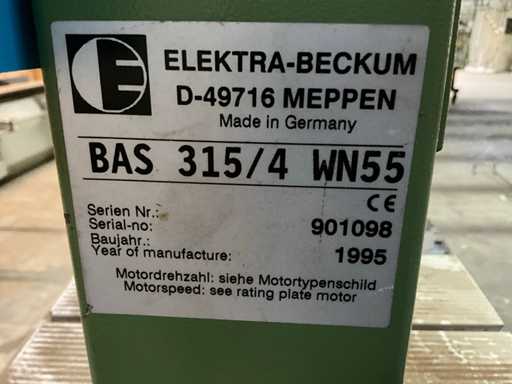 E
ELEKTRA-BECKUM
D-49716 MEPPEN
Made in Germany
BAS 315/4 WN55
CE
Serien Nr.:
Serial-no: 901098
Baujahr.:
Year of manufacture: 1995
Motordrehzahl: siehe Motortypenschild
Motorspeed: see rating plate motor